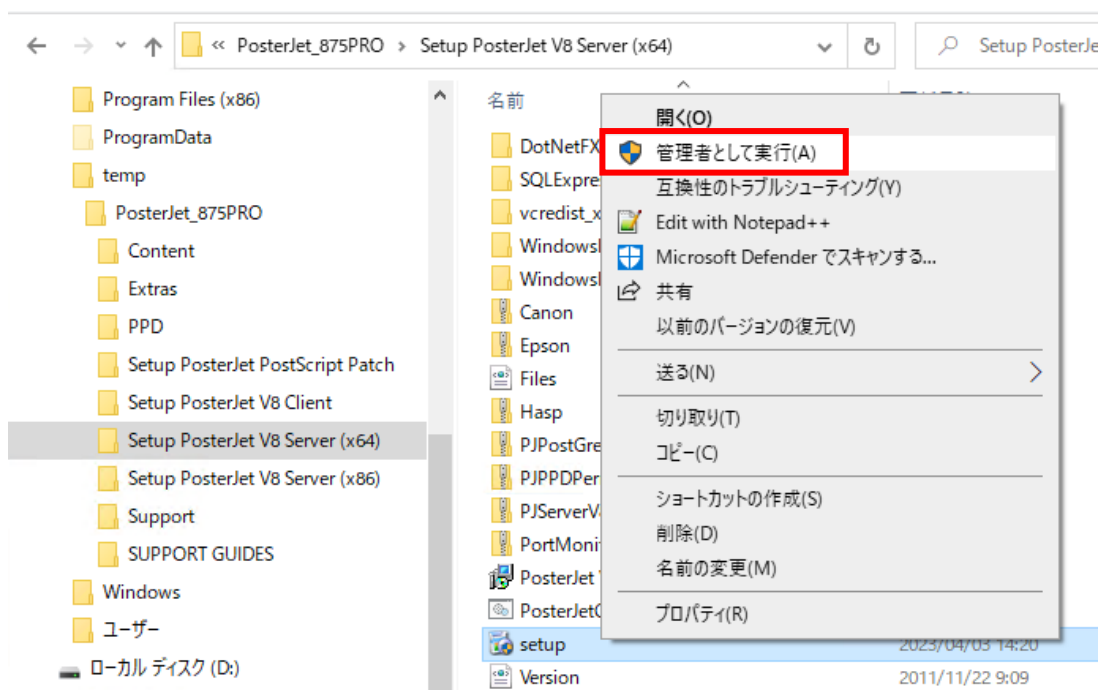 « PosterJet_875PRO › Setup PosterJet V8 Server (x64)
Setup PosterJe
Program Files (x86)
ProgramData
temp
PosterJet_875PRO
Content
Extras
PPD
Setup PosterJet PostScript Patch
Setup PosterJet V8 Client
Setup PosterJet V8 Server (x64)
Setup PosterJet V8 Server (x86)
Support
SUPPORT GUIDES
Windows
ユーザー
ローカル ディスク (D:)
名前
DotNetFX
SQLExpre
vcredist_x
Windows
Windows
Canon
Epson
Files
Hasp
PJPostGre
PJPPDPer
PJServerV
PortMoni
PosterJet
PosterJetC
setup
2023/04/03 14:20
Version
2011/11/22 9:09
開く(O)
管理者として実行(A)
互換性のトラブルシューティング(Y)
Edit with Notepad++
Microsoft Defender でスキャンする...
共有
以前のバージョンの復元(V)
送る(N)
切り取り(T)
コピー(C)
ショートカットの作成(S)
削除(D)
名前の変更(M)
プロパティ(R)